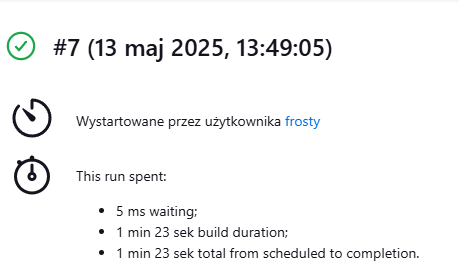 #7 (13 maj 2025, 13:49:05)
Wystartowane przez użytkownika frosty
This run spent:
• 5 ms waiting;
• 1 min 23 sek build duration;
• 1 min 23 sek total from scheduled to completion.